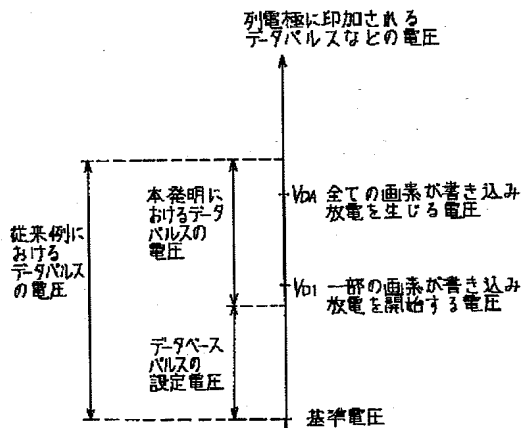 列電極に印加される
データパルスなどの電圧
本発明に
おけるデータ
パルスの
電圧
VDA 全ての画素が書き込み
放電を生じる電圧
従来例に
おける
データパルス
の電圧
VD1 一部の画素が書き込み
放電を開始する電圧
データベース
パルスの
設定電圧
基準電圧